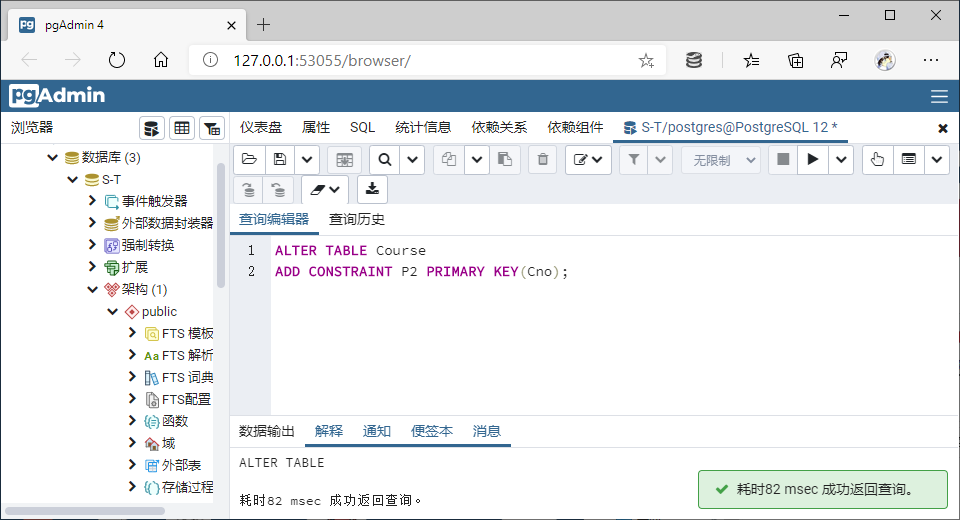 pgAdmin 4
127.0.0.1:53055/browser/
pgAdmin
浏览器
仪表盘 属性 SQL 统计信息 依赖关系 依赖组件 S-T/postgres@PostgreSQL 12 *
无限制
数据库 (3)
S-T
事件触发器
外部数据封装器
强制转换
扩展
架构 (1)
public
FTS 模板
FTS 解析
FTS 词典
FTS配置
函数
域
外部表
存储过程
查询编辑器 查询历史
1 ALTER TABLE Course
2 ADD CONSTRAINT P2 PRIMARY KEY(Cno);
数据输出 解释 通知 便签本 消息
ALTER TABLE
耗时82 msec 成功返回查询。
耗时82 msec 成功返回查询。